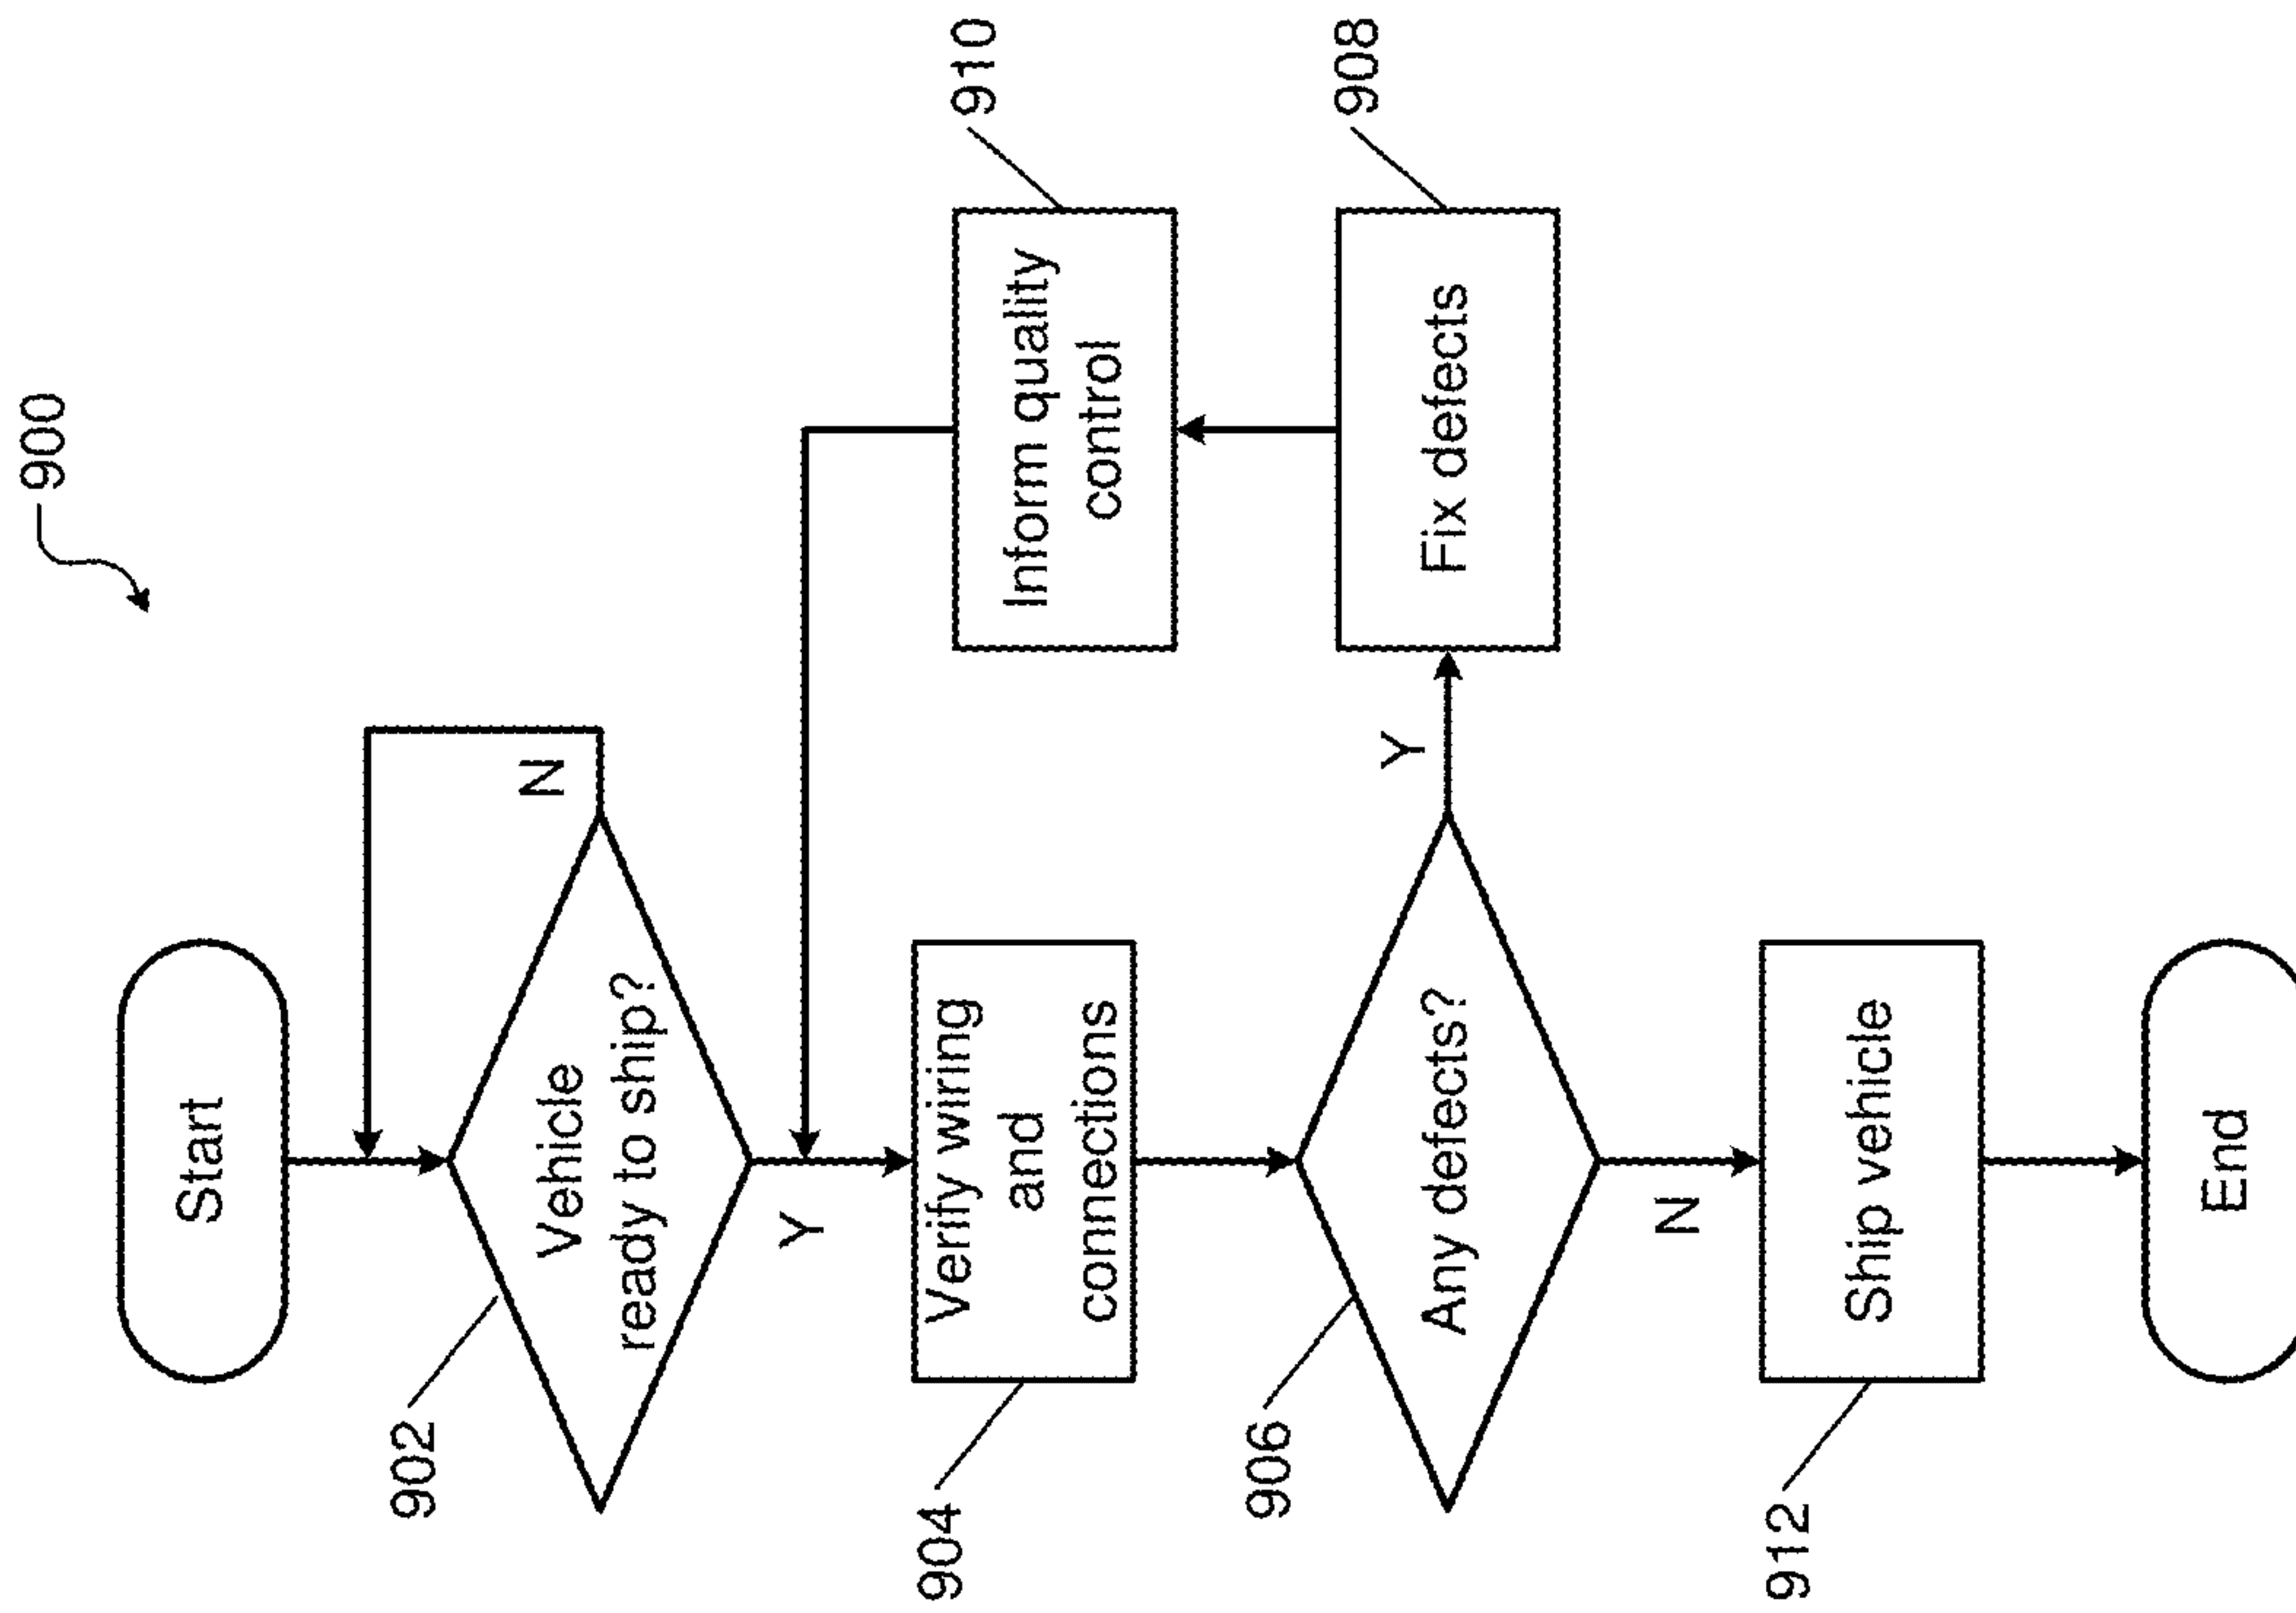 900
Start
902
Vehicle
ready to ship?
N
Y
904
Verify wiring
and
connections
910
Inform quality
control
906
Any defects?
Y
908
Fix defects
N
912
Ship vehicle
End